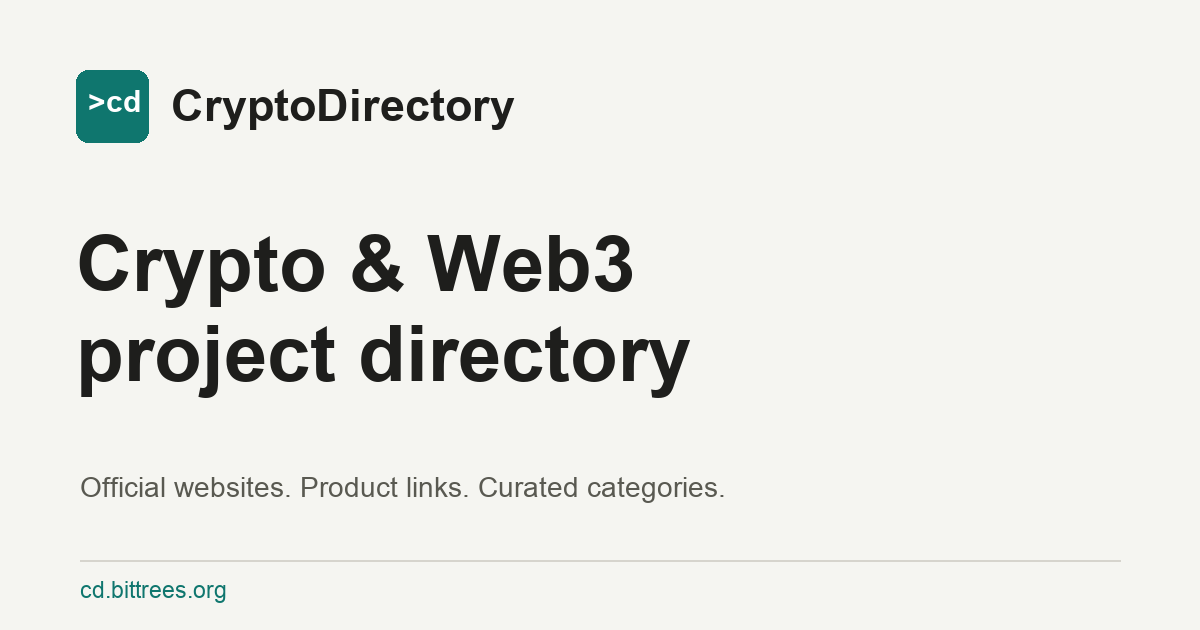 >cd
CryptoDirectory
Crypto & Web3
project directory
Official websites. Product links. Curated categories.
cd.bittrees.org